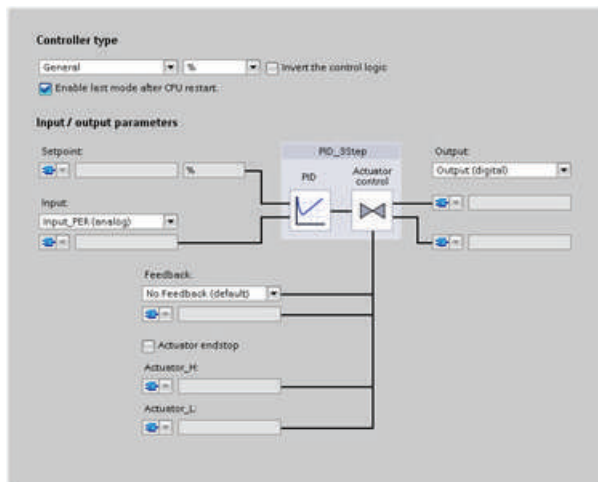 Controller type
General % Invert the control logic
Enable last mode after CPU restart.
Input / output parameters
Setpoint: PID_3Step Output:
% PID Actuator control Output (digital)
Input:
Input_PER (analog)
Feedback:
No Feedback (default)
Actuator endstop
Actuator_H:
Actuator_L: